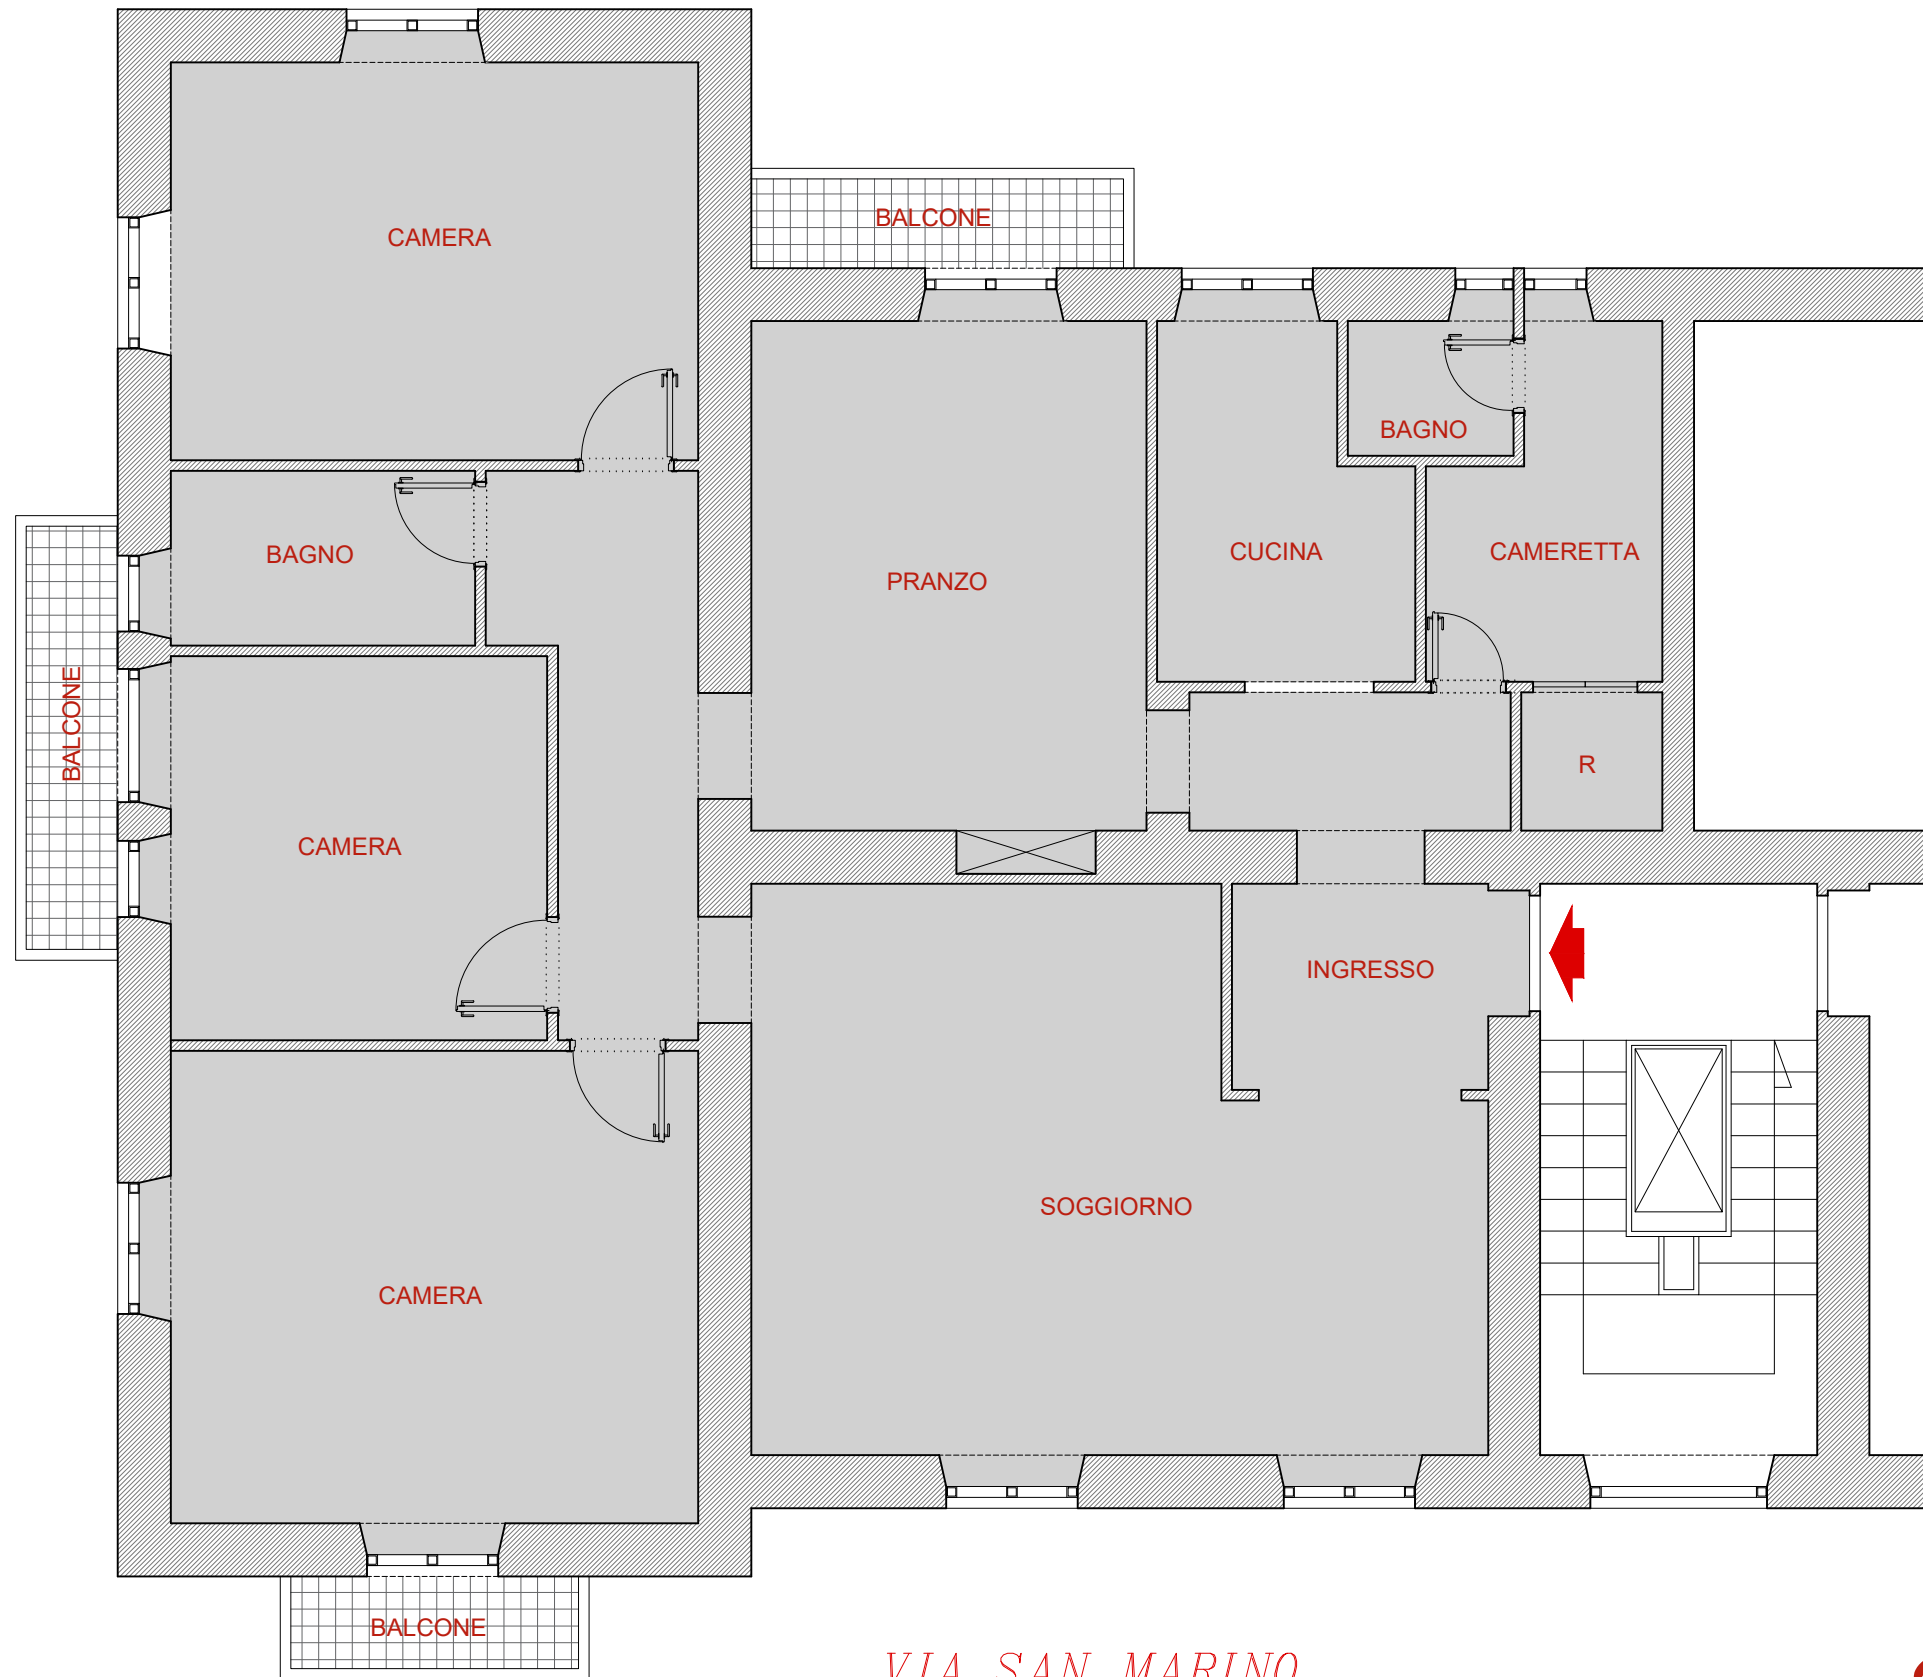 BALCONE
CAMERA
BAGNO
BAGNO
CUCINA
CAMERETTA
PRANZO
BALCONE
R
CAMERA
INGRESSO
SOGGIORNO
CAMERA
BALCONE
VIA SAN MARINO